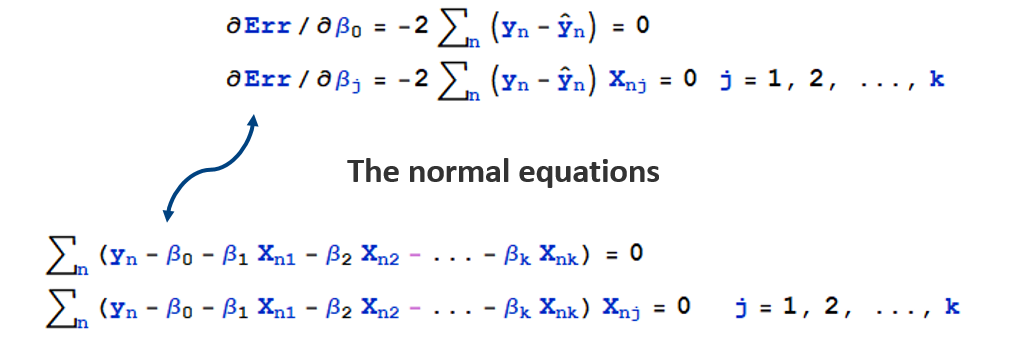 ∂Err / ∂β₀ = -2 ∑ₙ (yₙ - ŷₙ) = 0
∂Err / ∂βⱼ = -2 ∑ₙ (yₙ - ŷₙ) Xₙⱼ = 0 j = 1, 2, ..., k
The normal equations
∑ₙ (yₙ - β₀ - β₁ Xₙ₁ - β₂ Xₙ₂ - ... - βₖ Xₙₖ) = 0
∑ₙ (yₙ - β₀ - β₁ Xₙ₁ - β₂ Xₙ₂ - ... - βₖ Xₙₖ) Xₙⱼ = 0 j = 1, 2, ..., k